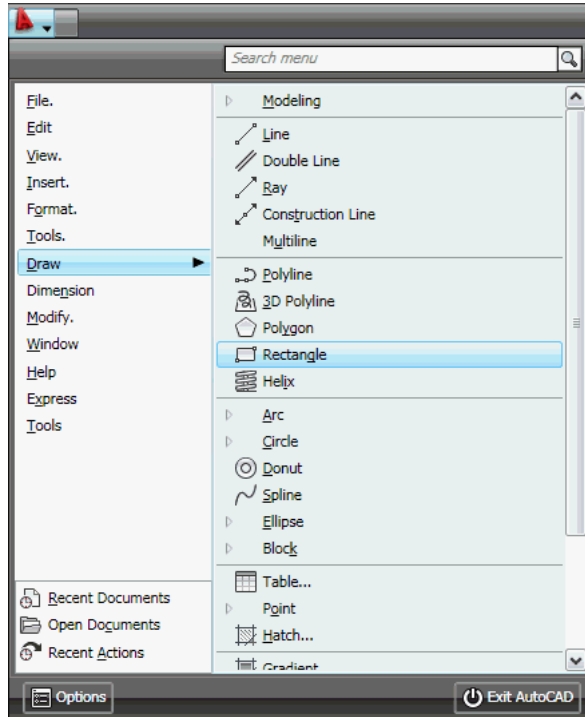 Search menu
File.
Edit
View.
Insert.
Format.
Tools.
Draw
Dimension
Modify.
Window
Help
Express
Tools
Recent Documents
Open Documents
Recent Actions
Modeling
Line
Double Line
Ray
Construction Line
Multiline
Polyline
3D Polyline
Polygon
Rectangle
Helix
Arc
Circle
Donut
Spline
Ellipse
Block
Table...
Point
Hatch...
Gradient
Options
Exit AutoCAD